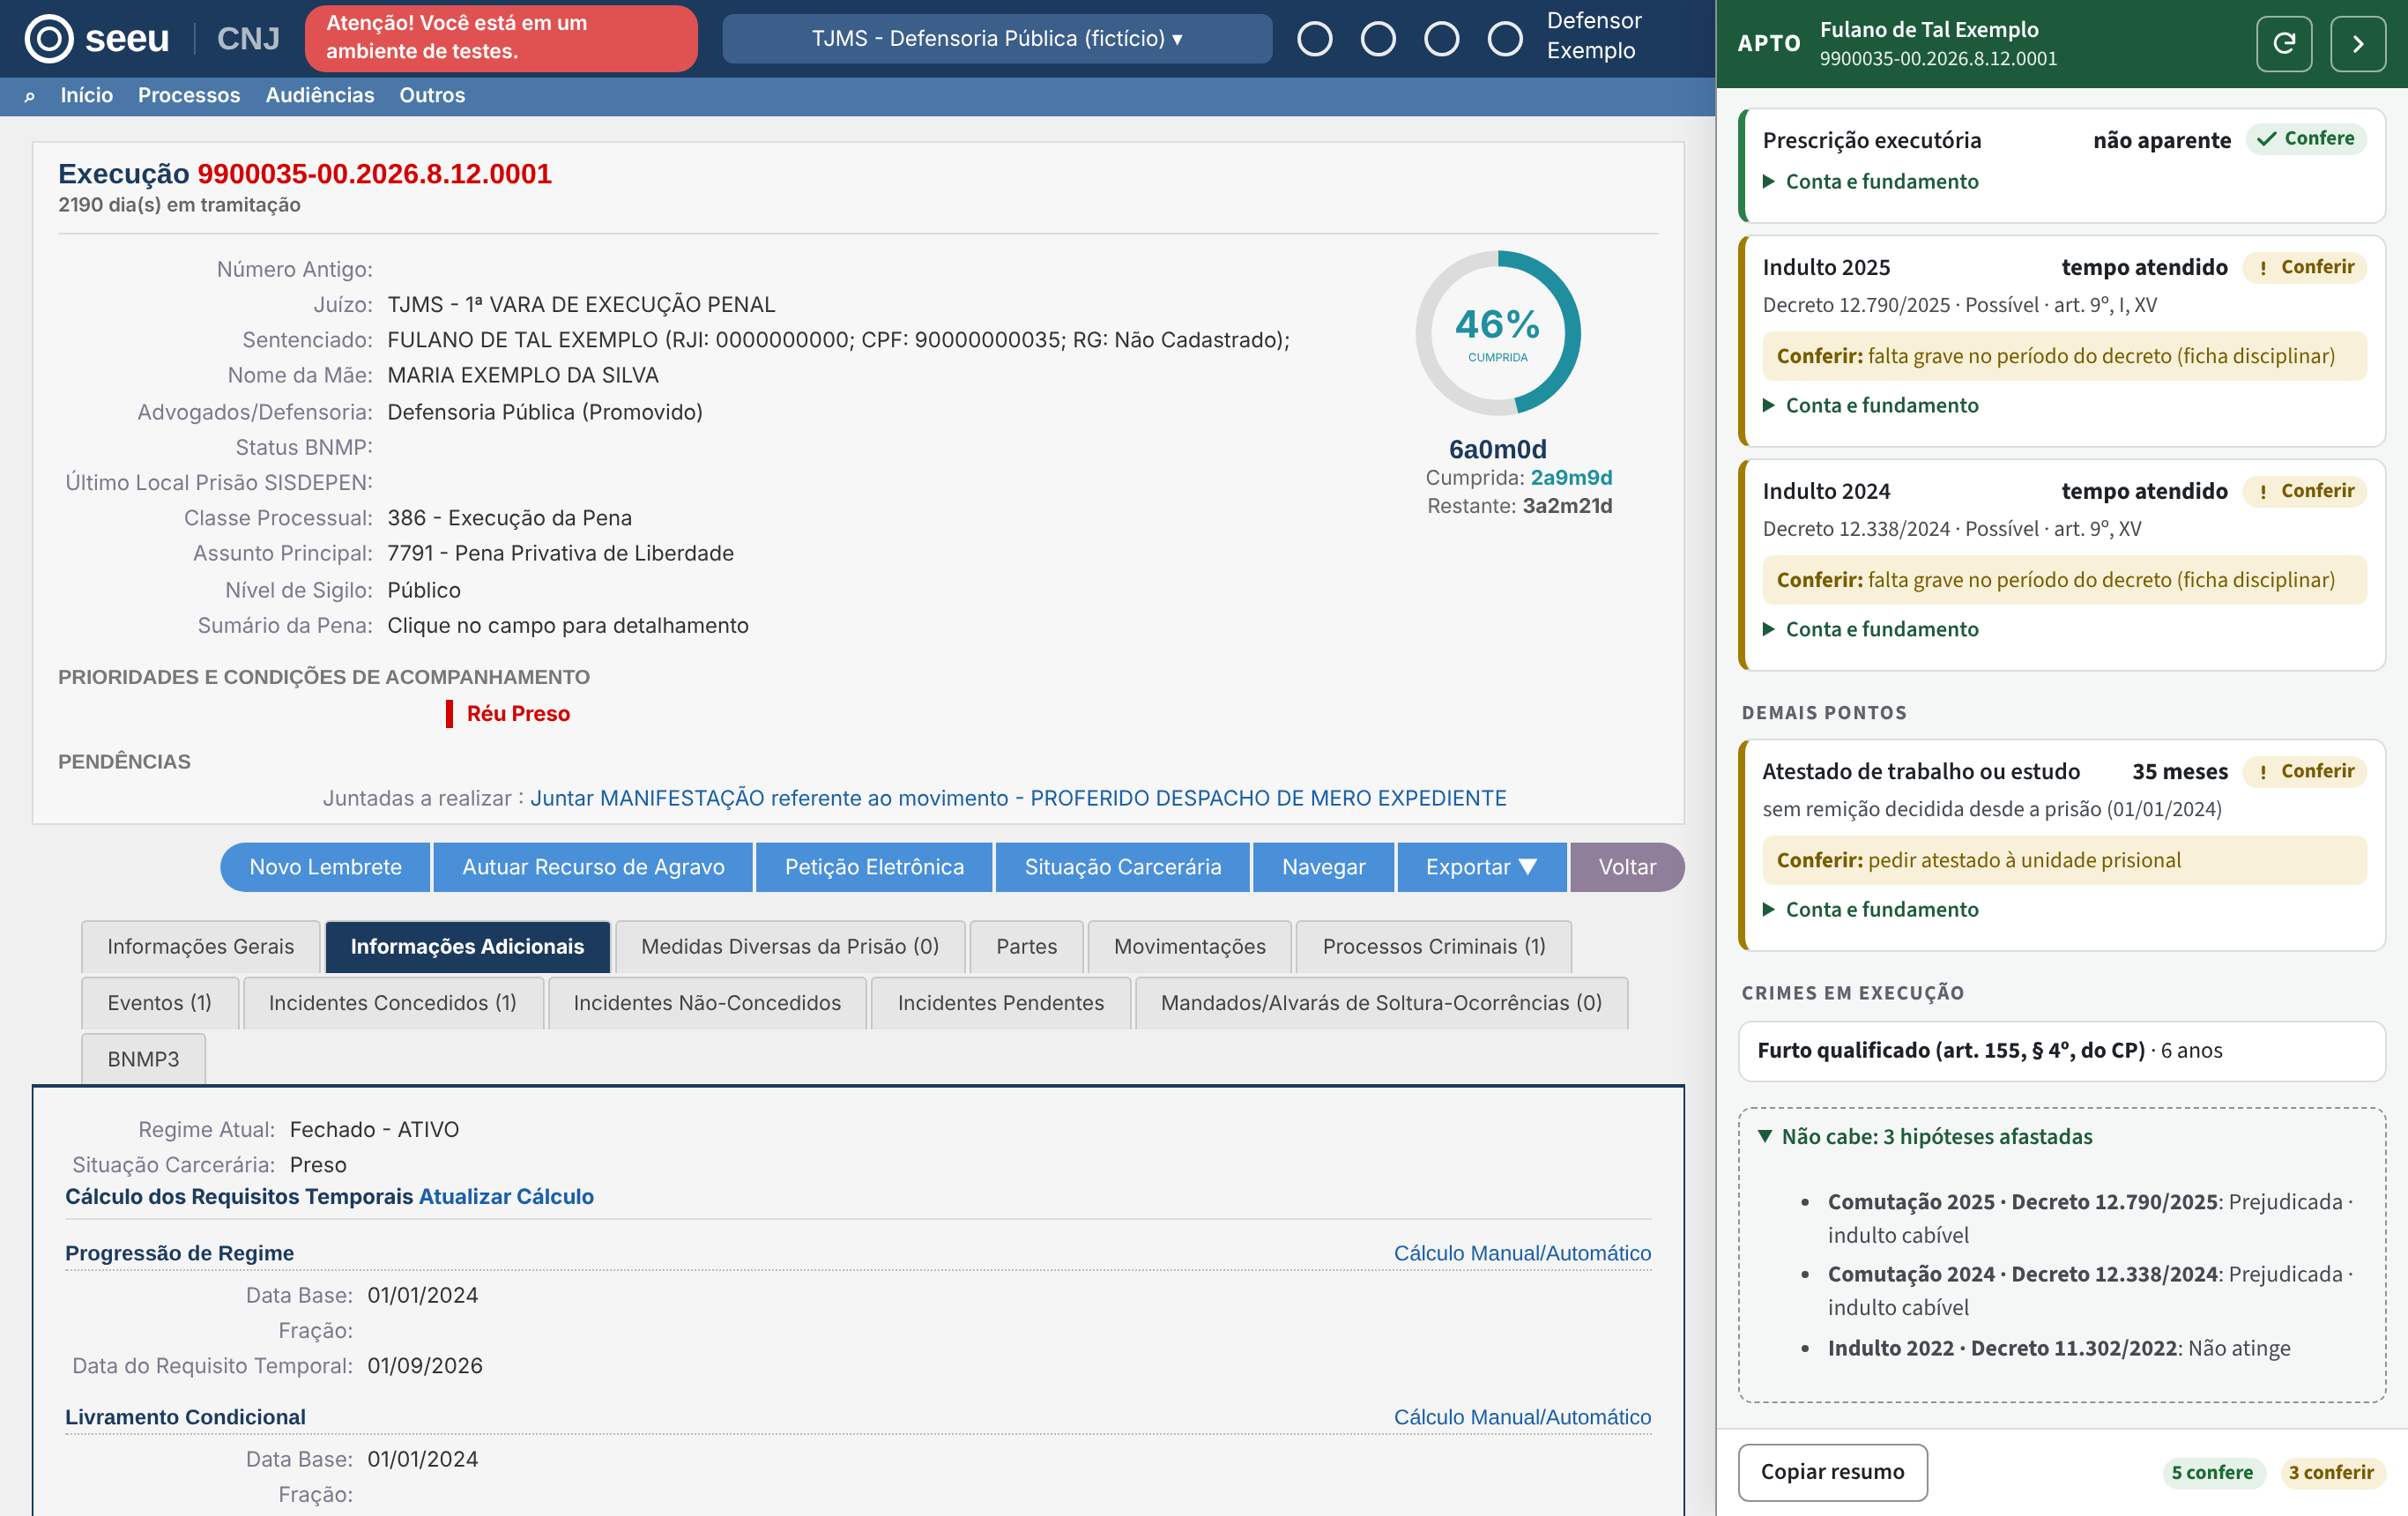 seeu CNJ
Atenção! Você está em um
ambiente de testes.
TJMS - Defensoria Pública (fictício) ▾
Defensor
Exemplo
Início Processos Audiências Outros
Execução 9900035-00.2026.8.12.0001
2190 dia(s) em tramitação
Número Antigo:
Juízo: TJMS - 1ª VARA DE EXECUÇÃO PENAL
Sentenciado: FULANO DE TAL EXEMPLO (RJI: 0000000000; CPF: 90000000035; RG: Não Cadastrado);
Nome da Mãe: MARIA EXEMPLO DA SILVA
Advogados/Defensoria: Defensoria Pública (Promovido)
Status BNMP:
Último Local Prisão SISDEPEN:
Classe Processual: 386 - Execução da Pena
Assunto Principal: 7791 - Pena Privativa de Liberdade
Nível de Sigilo: Público
Sumário da Pena: Clique no campo para detalhamento
46%
CUMPRIDA
6a0m0d
Cumprida: 2a9m9d
Restante: 3a2m21d
PRIORIDADES E CONDIÇÕES DE ACOMPANHAMENTO
Réu Preso
PENDÊNCIAS
Juntadas a realizar : Juntar MANIFESTAÇÃO referente ao movimento - PROFERIDO DESPACHO DE MERO EXPEDIENTE
Novo Lembrete Autuar Recurso de Agravo Petição Eletrônica Situação Carcerária Navegar Exportar ▼ Voltar
Informações Gerais Informações Adicionais Medidas Diversas da Prisão (0) Partes Movimentações Processos Criminais (1)
Eventos (1) Incidentes Concedidos (1) Incidentes Não-Concedidos Incidentes Pendentes Mandados/Alvarás de Soltura-Ocorrências (0)
BNMP3
Regime Atual: Fechado - ATIVO
Situação Carcerária: Preso
Cálculo dos Requisitos Temporais Atualizar Cálculo
Progressão de Regime Cálculo Manual/Automático
Data Base: 01/01/2024
Fração:
Data do Requisito Temporal: 01/09/2026
Livramento Condicional Cálculo Manual/Automático
Data Base: 01/01/2024
Fração:
APTO
Fulano de Tal Exemplo
9900035-00.2026.8.12.0001
Prescrição executória não aparente ✓ Confere
▶ Conta e fundamento
Indulto 2025 tempo atendido ! Conferir
Decreto 12.790/2025 · Possível · art. 9º, I, XV
Conferir: falta grave no período do decreto (ficha disciplinar)
▶ Conta e fundamento
Indulto 2024 tempo atendido ! Conferir
Decreto 12.338/2024 · Possível · art. 9º, XV
Conferir: falta grave no período do decreto (ficha disciplinar)
▶ Conta e fundamento
DEMAIS PONTOS
Atestado de trabalho ou estudo 35 meses ! Conferir
sem remição decidida desde a prisão (01/01/2024)
Conferir: pedir atestado à unidade prisional
▶ Conta e fundamento
CRIMES EM EXECUÇÃO
Furto qualificado (art. 155, § 4º, do CP) · 6 anos
▼ Não cabe: 3 hipóteses afastadas
• Comutação 2025 · Decreto 12.790/2025: Prejudicada ·
indulto cabível
• Comutação 2024 · Decreto 12.338/2024: Prejudicada ·
indulto cabível
• Indulto 2022 · Decreto 11.302/2022: Não atinge
Copiar resumo 5 confere 3 conferir